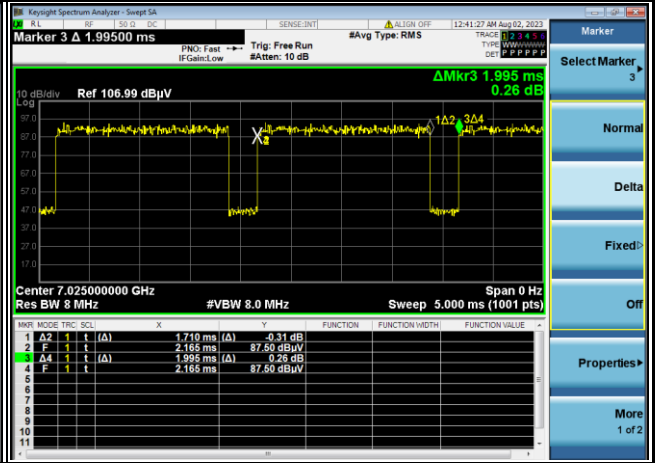 Keysight Spectrum Analyzer - Swept SA
RL RF 50 Ω DC SENSE:INT ALIGN OFF 12:41:27 AM Aug 02, 2023
Marker 3 Δ 1.99500 ms
PNO: Fast
IFGain:Low
Trig: Free Run
#Atten: 10 dB
#Avg Type: RMS
TRACE 1 2 3 4 5 6
TYPE WWWWWW
DET P P P P P P
ΔMkr3 1.995 ms
0.26 dB
10 dB/div Ref 106.99 dBµV
Log
97.0
87.0
77.0
67.0
57.0
47.0
37.0
27.0
17.0
1Δ2
3Δ4
Center 7.025000000 GHz Span 0 Hz
Res BW 8 MHz #VBW 8.0 MHz Sweep 5.000 ms (1001 pts)
MKR MODE TRC SCL X Y FUNCTION FUNCTION WIDTH FUNCTION VALUE
1 Δ2 1 t (Δ) 1.710 ms (Δ) -0.31 dB
2 F 1 t 2.165 ms 87.50 dBµV
3 Δ4 1 t (Δ) 1.995 ms (Δ) 0.26 dB
4 F 1 t 2.165 ms 87.50 dBµV
5
6
7
8
9
10
11
Marker
Select Marker
3
Normal
Delta
Fixed
Off
Properties
More
1 of 2